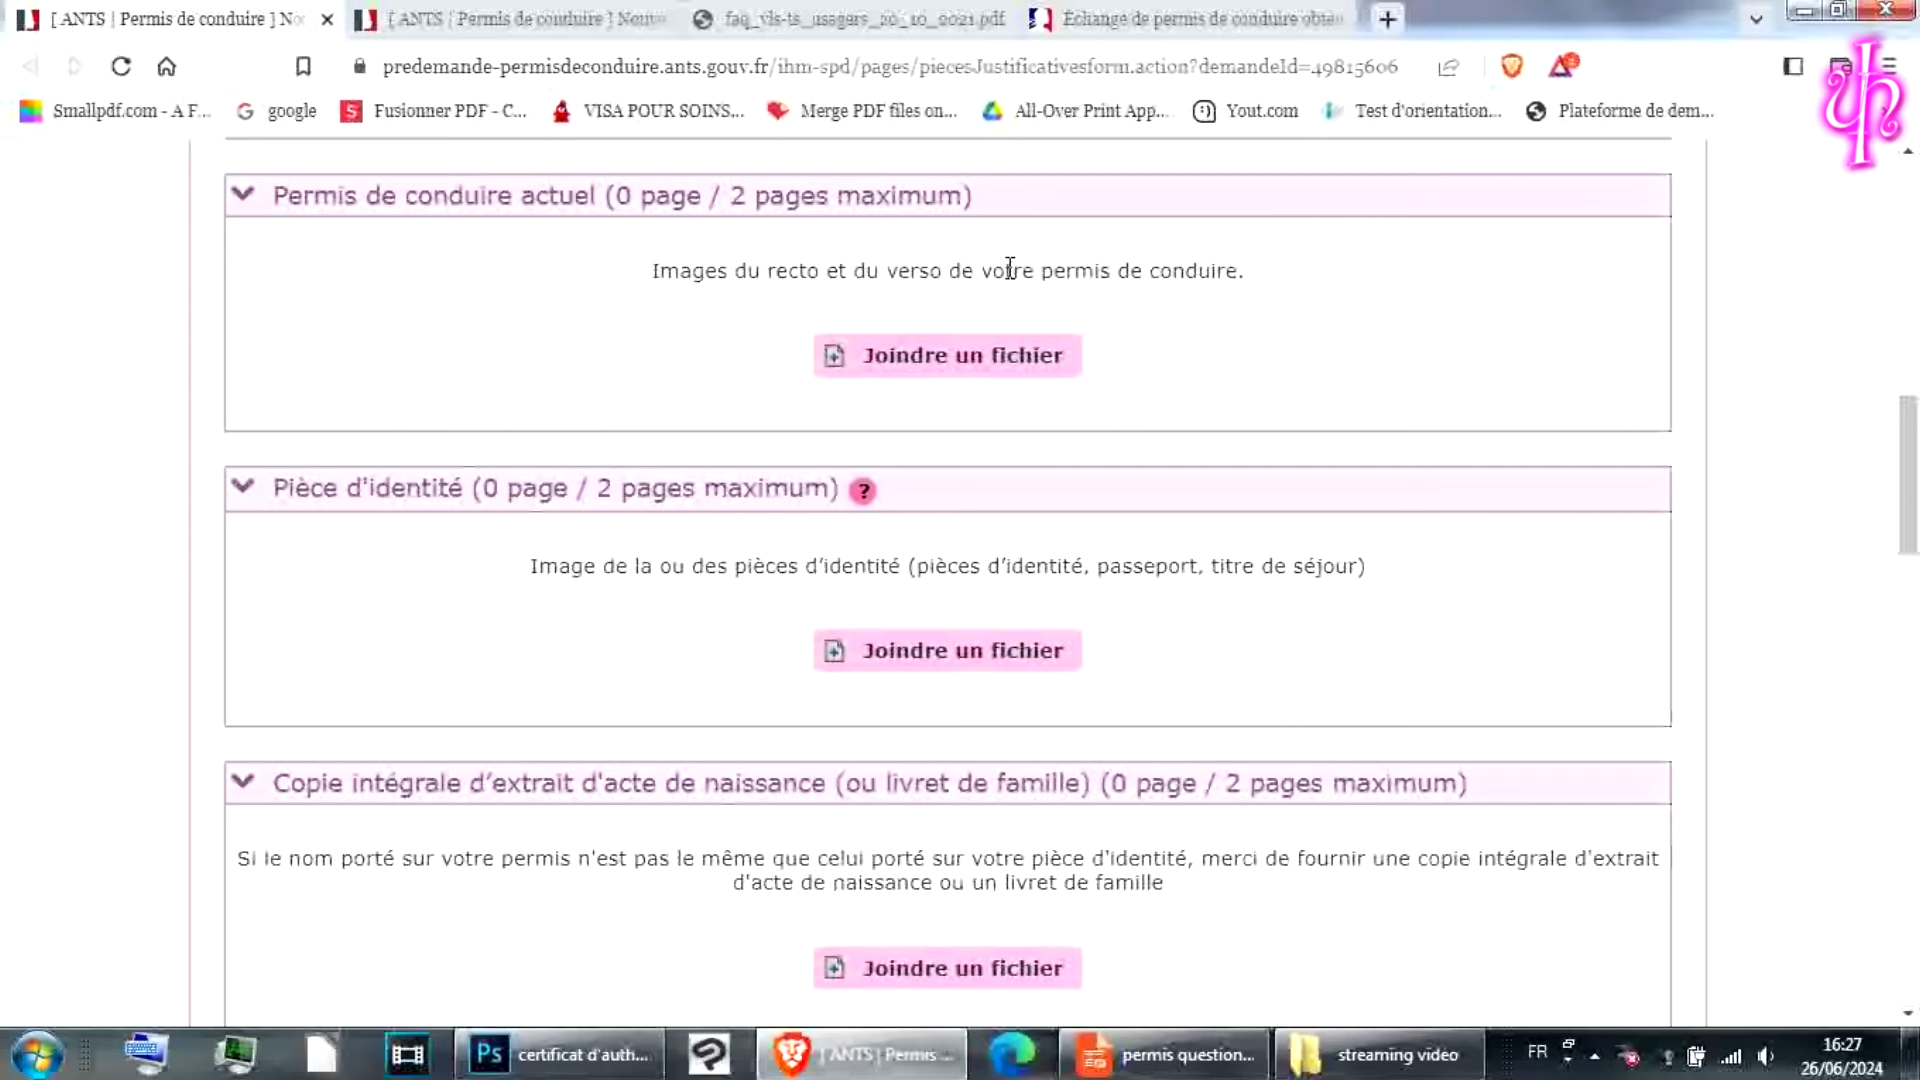 [ ANTS | Permis de conduire ] No
[ ANTS | Permis de conduire ] Nouv
faq_vls-ts_usagers_20_10_2021.pdf
Échange de permis de conduire obte
predemande-permisdeconduire.ants.gouv.fr/ihm-spd/pages/piecesJustificativesform.action?demandeId=49815606
Smallpdf.com - A F...
google
Fusionner PDF - C...
VISA POUR SOINS...
Merge PDF files on...
All-Over Print App...
Yout.com
Test d'orientation...
Plateforme de dem...
Permis de conduire actuel (0 page / 2 pages maximum)
Images du recto et du verso de votre permis de conduire.
Joindre un fichier
Pièce d'identité (0 page / 2 pages maximum) ?
Image de la ou des pièces d’identité (pièces d’identité, passeport, titre de séjour)
Joindre un fichier
Copie intégrale d’extrait d'acte de naissance (ou livret de famille) (0 page / 2 pages maximum)
Si le nom porté sur votre permis n'est pas le même que celui porté sur votre pièce d'identité, merci de fournir une copie intégrale d'extrait
d'acte de naissance ou un livret de famille
Joindre un fichier
Ps certificat d'auth...
[ ANTS | Permis ...
permis question...
streaming video
FR
16:27
26/06/2024